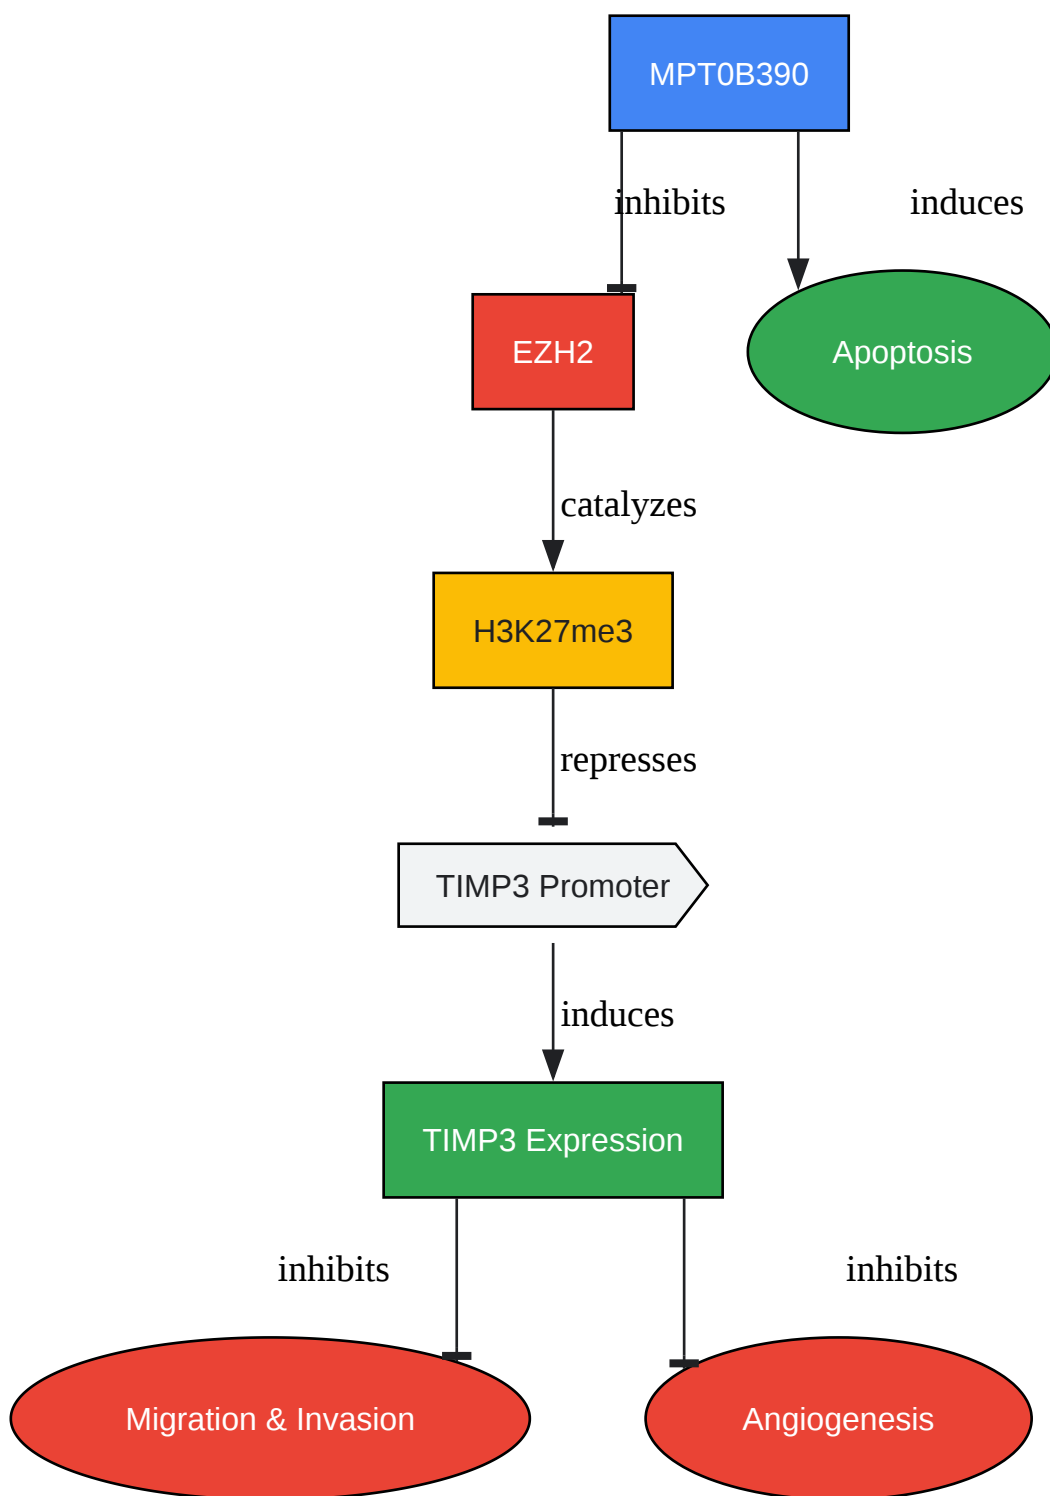 MPT0B390
inhibits
induces
EZH2
Apoptosis
catalyzes
H3K27me3
represses
TIMP3 Promoter
induces
TIMP3 Expression
inhibits
inhibits
Migration & Invasion
Angiogenesis